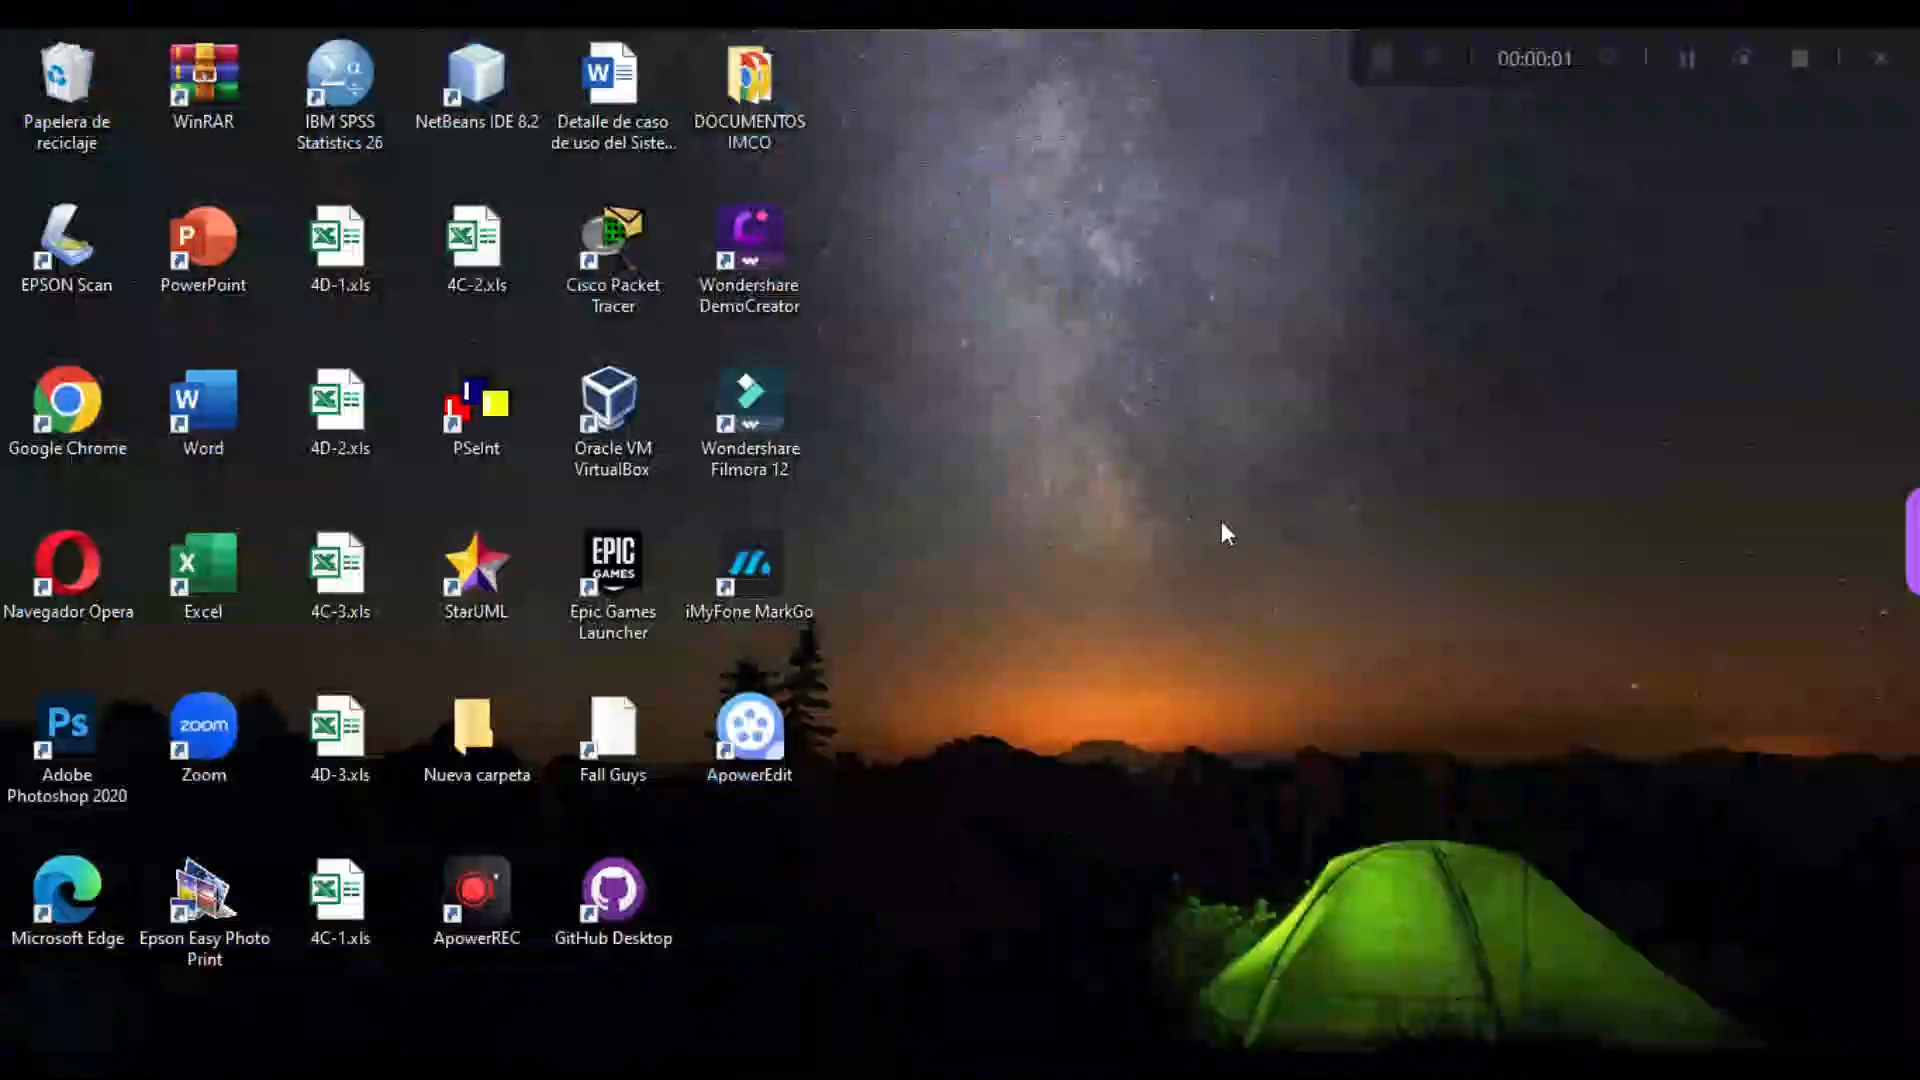 00:00:01
Papelera de
reciclaje
WinRAR
IBM SPSS
Statistics 26
NetBeans IDE 8.2
W
Detalle de caso
de uso del Siste...
DOCUMENTOS
IMCO
EPSON Scan
P
PowerPoint
4D-1.xls
4C-2.xls
Cisco Packet
Tracer
Wondershare
DemoCreator
Google Chrome
W
Word
4D-2.xls
PSeInt
Oracle VM
VirtualBox
Wondershare
Filmora 12
Navegador Opera
X
Excel
4C-3.xls
StarUML
EPIC
GAMES
Epic Games
Launcher
iMyFone MarkGo
Ps
Adobe
Photoshop 2020
zoom
Zoom
4D-3.xls
Nueva carpeta
Fall Guys
ApowerEdit
Microsoft Edge
Epson Easy Photo
Print
4C-1.xls
ApowerREC
GitHub Desktop